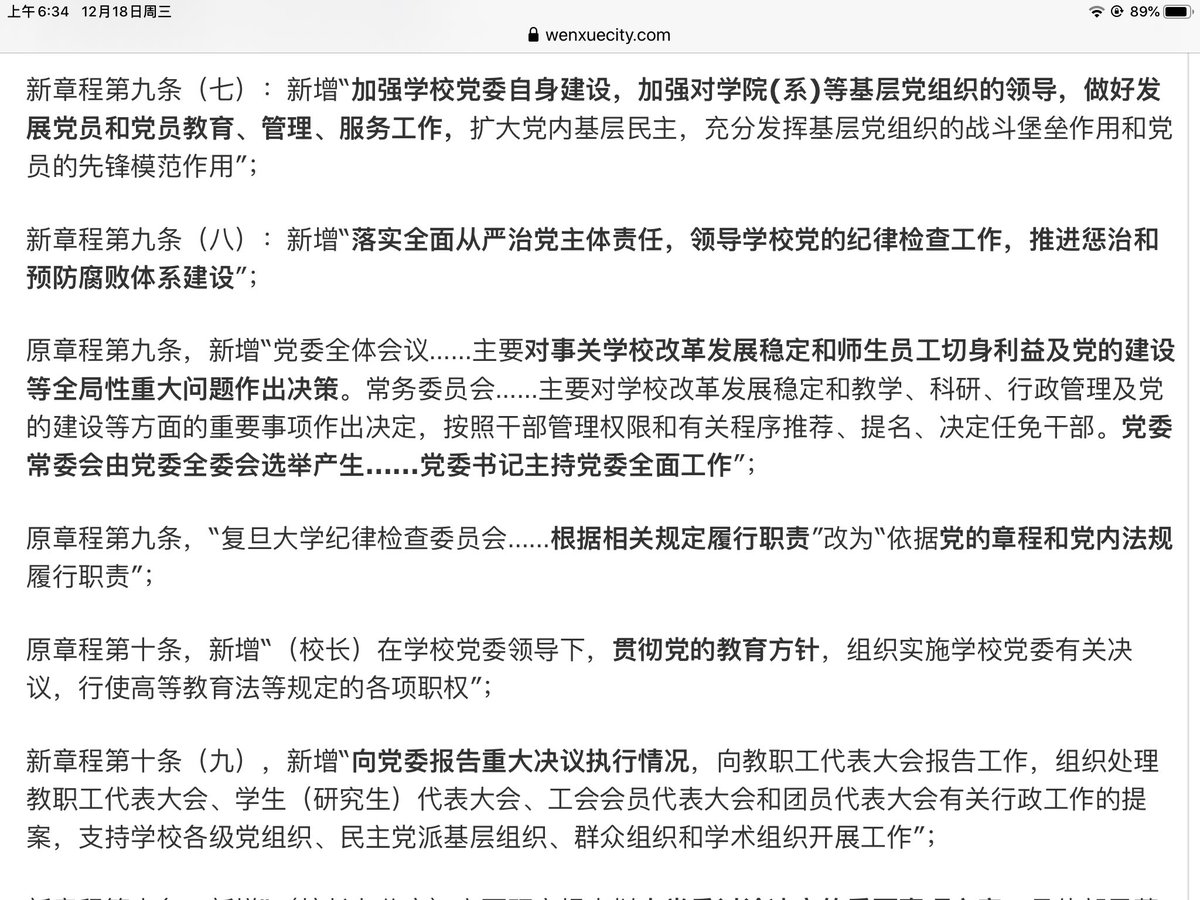 上午6:34 12月18日周三
89%
wenxuecity.com
新章程第九条（七）：新增“加强学校党委自身建设，加强对学院(系)等基层党组织的领导，做好发
展党员和党员教育、管理、服务工作，扩大党内基层民主，充分发挥基层党组织的战斗堡垒作用和党
员的先锋模范作用”；
新章程第九条（八）：新增“落实全面从严治党主体责任，领导学校党的纪律检查工作，推进惩治和
预防腐败体系建设”；
原章程第九条，新增“党委全体会议……主要对事关学校改革发展稳定和师生员工切身利益及党的建设
等全局性重大问题作出决策。常务委员会……主要对学校改革发展稳定和教学、科研、行政管理及党
的建设等方面的重要事项作出决定，按照干部管理权限和有关程序推荐、提名、决定任免干部。党委
常委会由党委全委会选举产生……党委书记主持党委全面工作”；
原章程第九条，“复旦大学纪律检查委员会……根据相关规定履行职责”改为“依据党的章程和党内法规
履行职责”；
原章程第十条，新增“（校长）在学校党委领导下，贯彻党的教育方针，组织实施学校党委有关决
议，行使高等教育法等规定的各项职权”；
新章程第十条（九），新增“向党委报告重大决议执行情况，向教职工代表大会报告工作，组织处理
教职工代表大会、学生（研究生）代表大会、工会会员代表大会和团员代表大会有关行政工作的提
案，支持学校各级党组织、民主党派基层组织、群众组织和学术组织开展工作”；